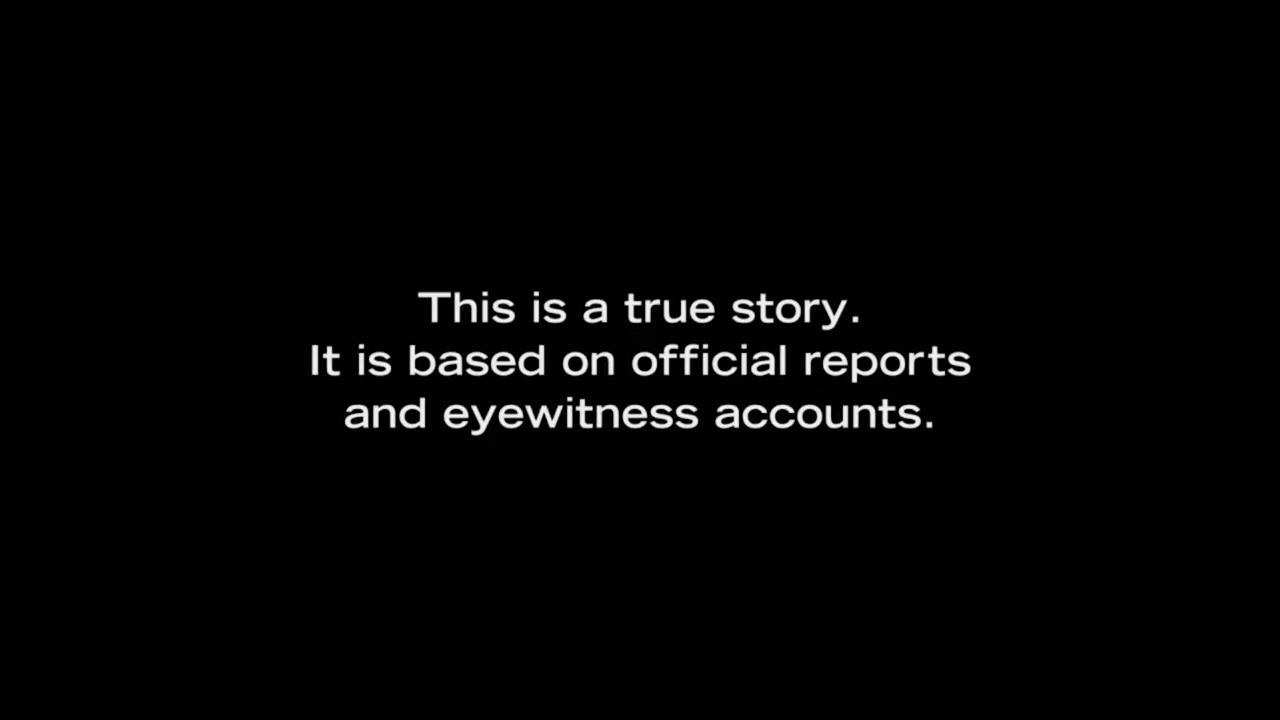 This is a true story.
It is based on official reports
and eyewitness accounts.